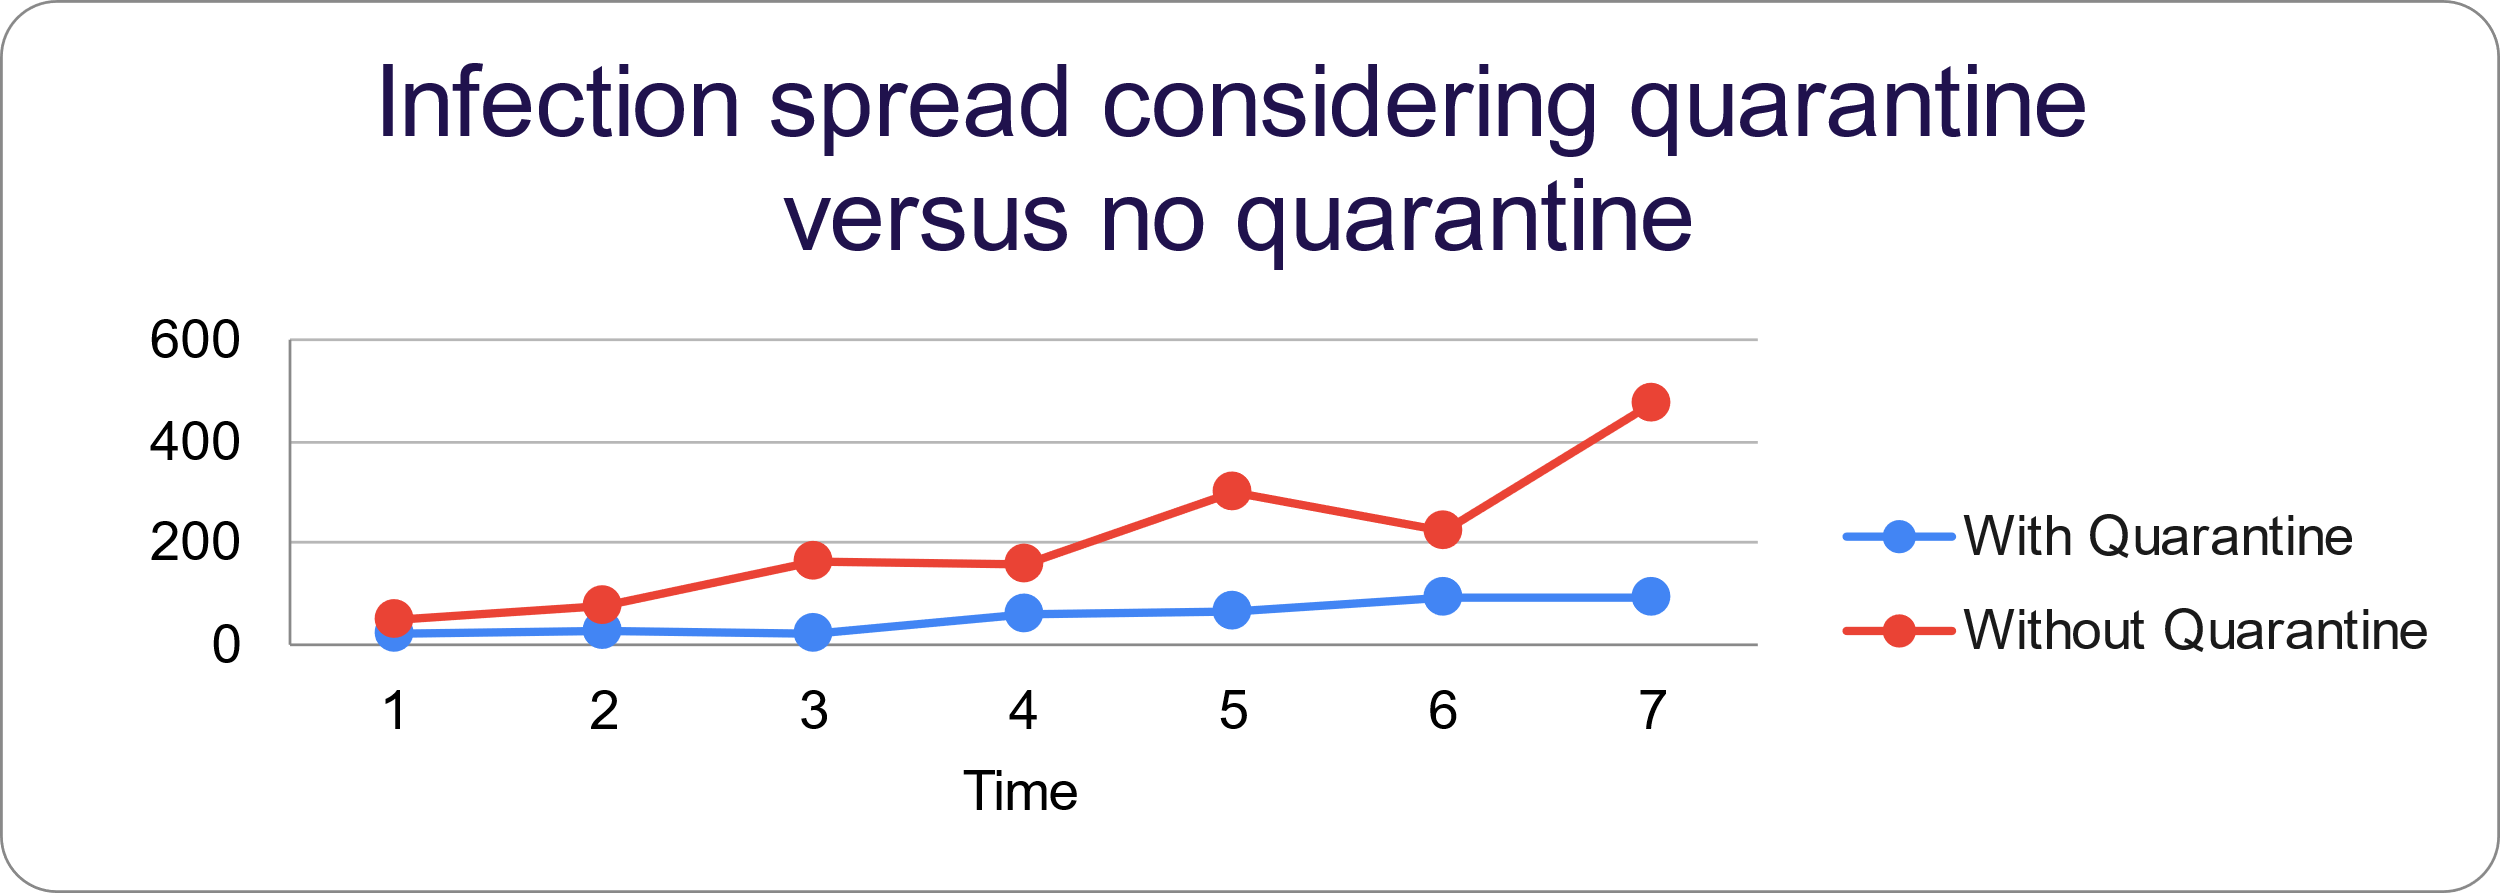 Infection spread considering quarantine
versus no quarantine
600
400
200
0
1 2 3 4 5 6 7
Time
With Quarantine
Without Quarantine